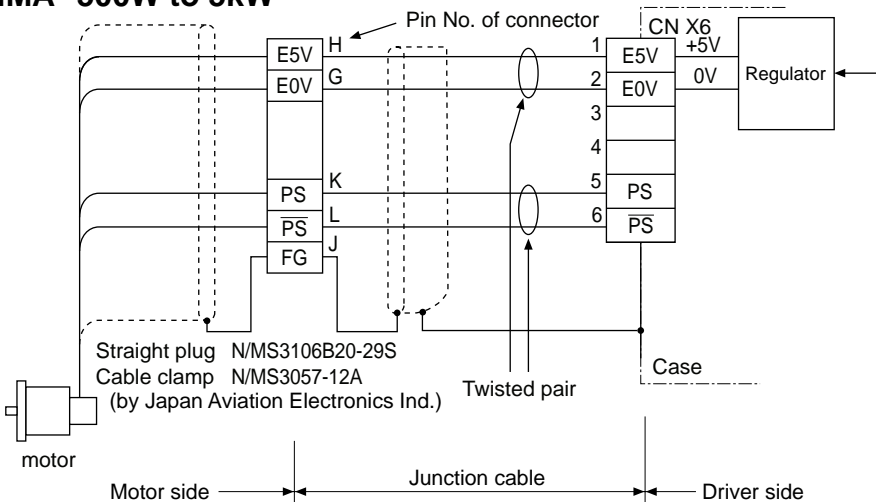 500W to 5kW
Pin No. of connector
CN X6
E5V H
1 E5V +5V
E0V G
2 E0V 0V
Regulator
3
4
PS K
5 PS
PS L
6 PS
FG J
Straight plug N/MS3106B20-29S
Cable clamp N/MS3057-12A
(by Japan Aviation Electronics Ind.)
Twisted pair
Case
motor
Motor side
Junction cable
Driver side